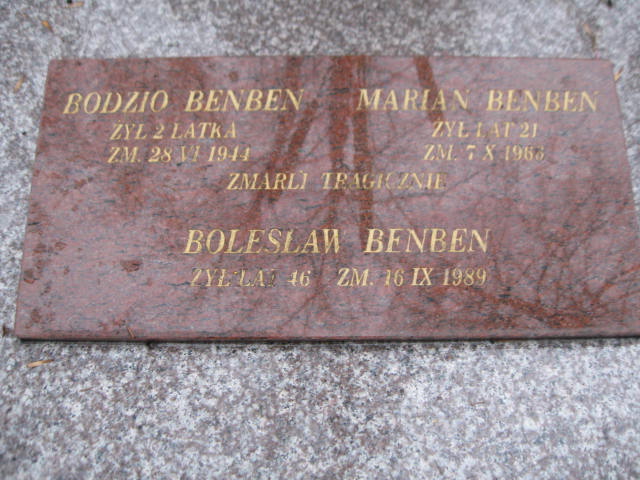 BODZIO BENBEN MARIAN BENBEN
ŻYŁ 2 LATKA ŻYŁ LAT 21
ZM. 28 VI 1944 ZM. 7 X 1968
ZMARLI TRAGICZNIE
BOLESŁAW BENBEN
ŻYŁ LAT 46 ZM. 16 IX 1989